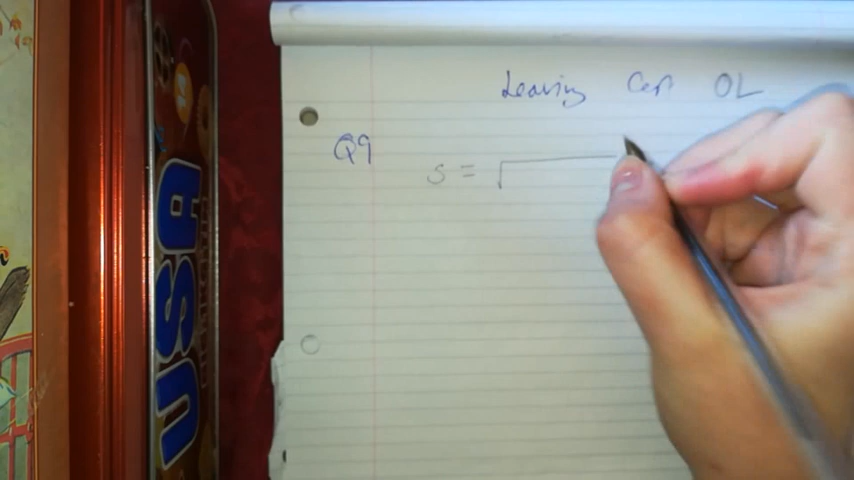 Leaving Cert OL
Q9
S = √
USA